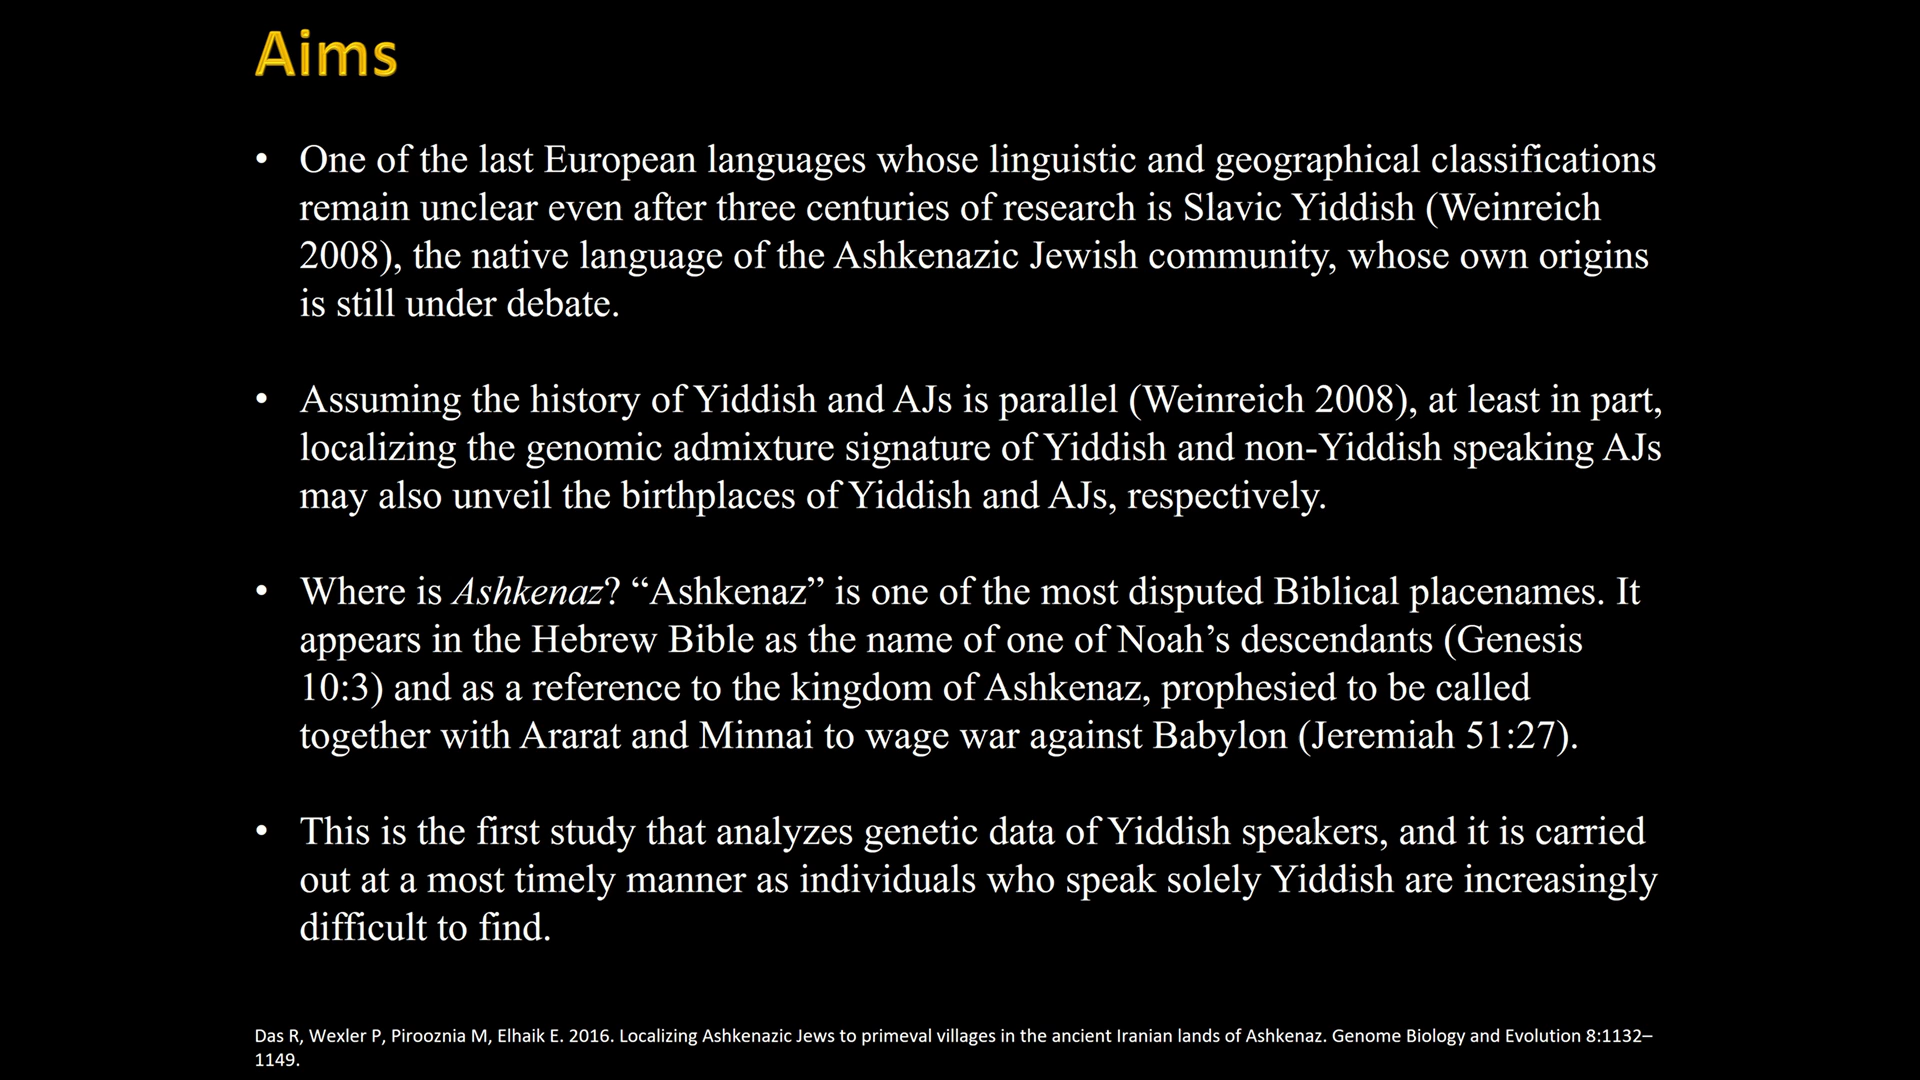 Aims
• One of the last European languages whose linguistic and geographical classifications
remain unclear even after three centuries of research is Slavic Yiddish (Weinreich
2008), the native language of the Ashkenazic Jewish community, whose own origins
is still under debate.
• Assuming the history of Yiddish and AJs is parallel (Weinreich 2008), at least in part,
localizing the genomic admixture signature of Yiddish and non-Yiddish speaking AJs
may also unveil the birthplaces of Yiddish and AJs, respectively.
• Where is Ashkenaz? “Ashkenaz” is one of the most disputed Biblical placenames. It
appears in the Hebrew Bible as the name of one of Noah’s descendants (Genesis
10:3) and as a reference to the kingdom of Ashkenaz, prophesied to be called
together with Ararat and Minnai to wage war against Babylon (Jeremiah 51:27).
• This is the first study that analyzes genetic data of Yiddish speakers, and it is carried
out at a most timely manner as individuals who speak solely Yiddish are increasingly
difficult to find.
Das R, Wexler P, Pirooznia M, Elhaik E. 2016. Localizing Ashkenazic Jews to primeval villages in the ancient Iranian lands of Ashkenaz. Genome Biology and Evolution 8:1132–
1149.